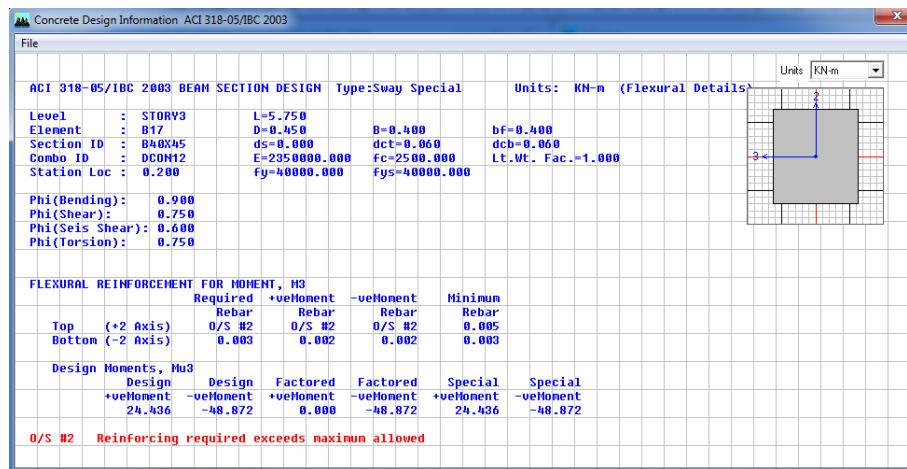 Concrete Design Information ACI 318-05/IBC 2003
File
Units KN-m
ACI 318-05/IBC 2003 BEAM SECTION DESIGN Type:Sway Special Units: KN-m (Flexural Details)
Level : STORY3 L=5.750
Element : B17 D=0.450 B=0.400 bf=0.400
Section ID : B40X45 ds=0.000 dct=0.060 dcb=0.060
Combo ID : DCON12 E=2350000.000 fc=2500.000 Lt.Wt. Fac.=1.000
Station Loc : 0.200 fy=40000.000 fys=40000.000
2
3
Phi(Bending): 0.900
Phi(Shear): 0.750
Phi(Seis Shear): 0.600
Phi(Torsion): 0.750
FLEXURAL REINFORCEMENT FOR MOMENT, M3
Required +veMoment -veMoment Minimum
Rebar Rebar Rebar Rebar
Top (+2 Axis) O/S #2 O/S #2 O/S #2 0.005
Bottom (-2 Axis) 0.003 0.002 0.002 0.003
Design Moments, Mu3
Design Design Factored Factored Special Special
+veMoment -veMoment +veMoment -veMoment +veMoment -veMoment
24.436 -48.872 0.000 -48.872 24.436 -48.872
O/S #2 Reinforcing required exceeds maximum allowed